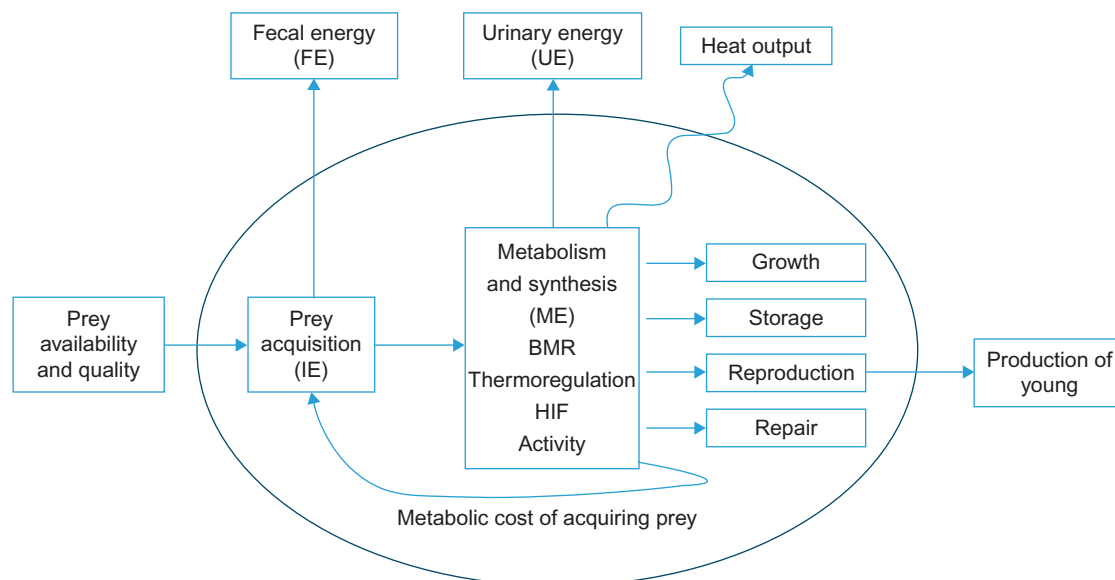 Fecal energy
(FE)
Urinary energy
(UE)
Heat output
Prey
availability
and quality
Prey
acquisition
(IE)
Metabolism
and synthesis
(ME)
BMR
Thermoregulation
HIF
Activity
Growth
Storage
Reproduction
Repair
Production of
young
Metabolic cost of acquiring prey